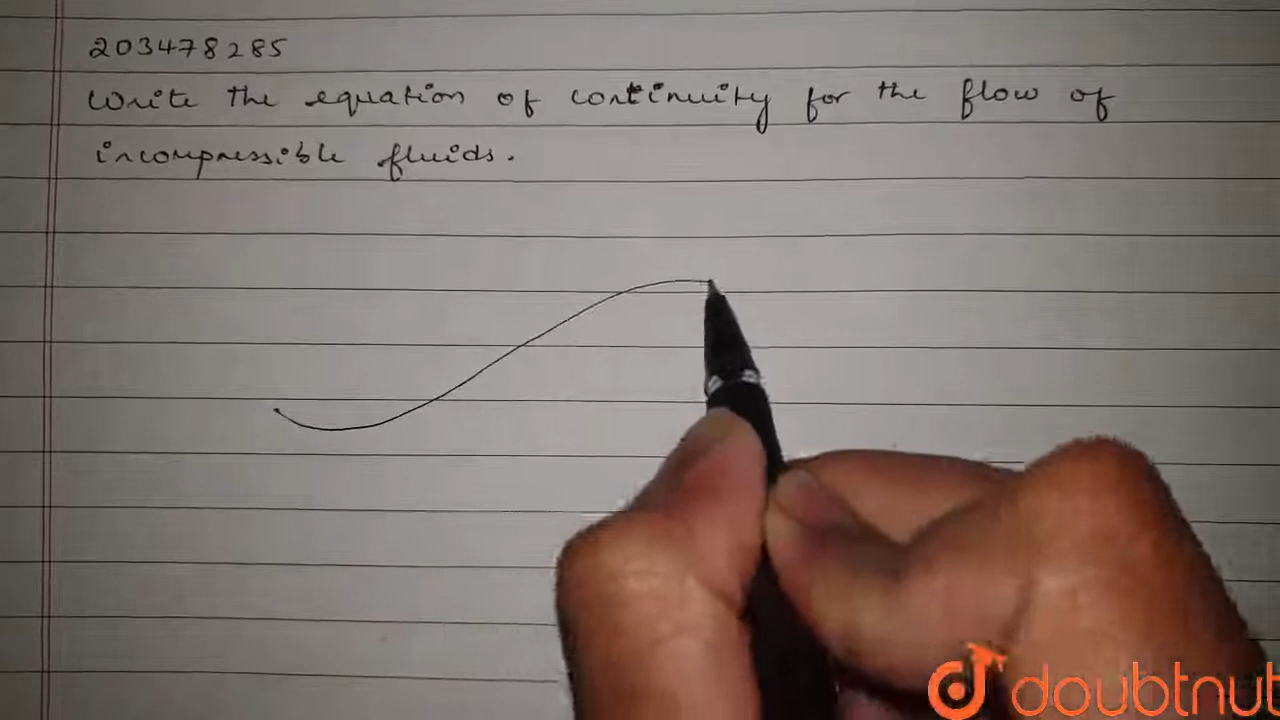 203478285
Write the equation of continuity for the flow of
incompressible fluids.
doubtnut